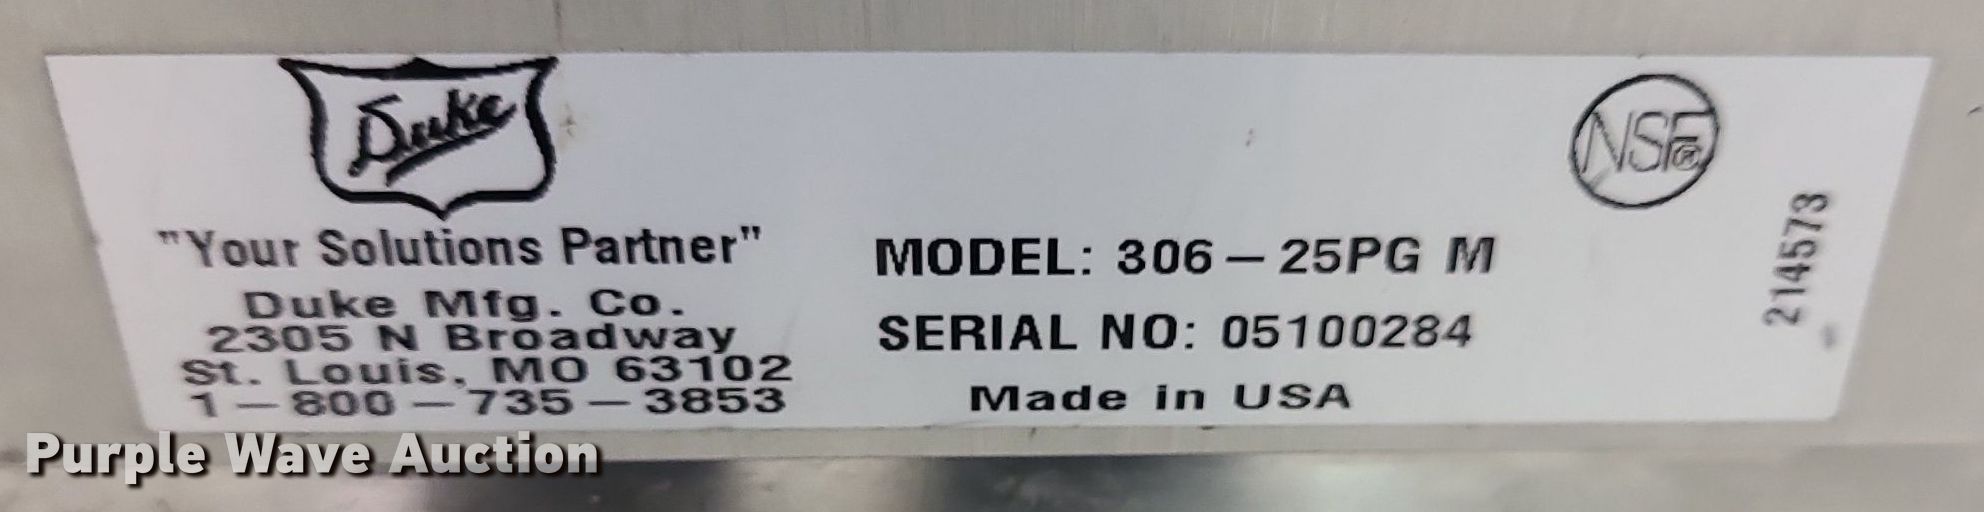 Duke
"Your Solutions Partner"
Duke Mfg. Co.
2305 N Broadway
St. Louis, MO 63102
1-800-735-3853
MODEL: 306-25PG M
SERIAL NO: 05100284
Made in USA
NSF®
214573
Purple Wave Auction